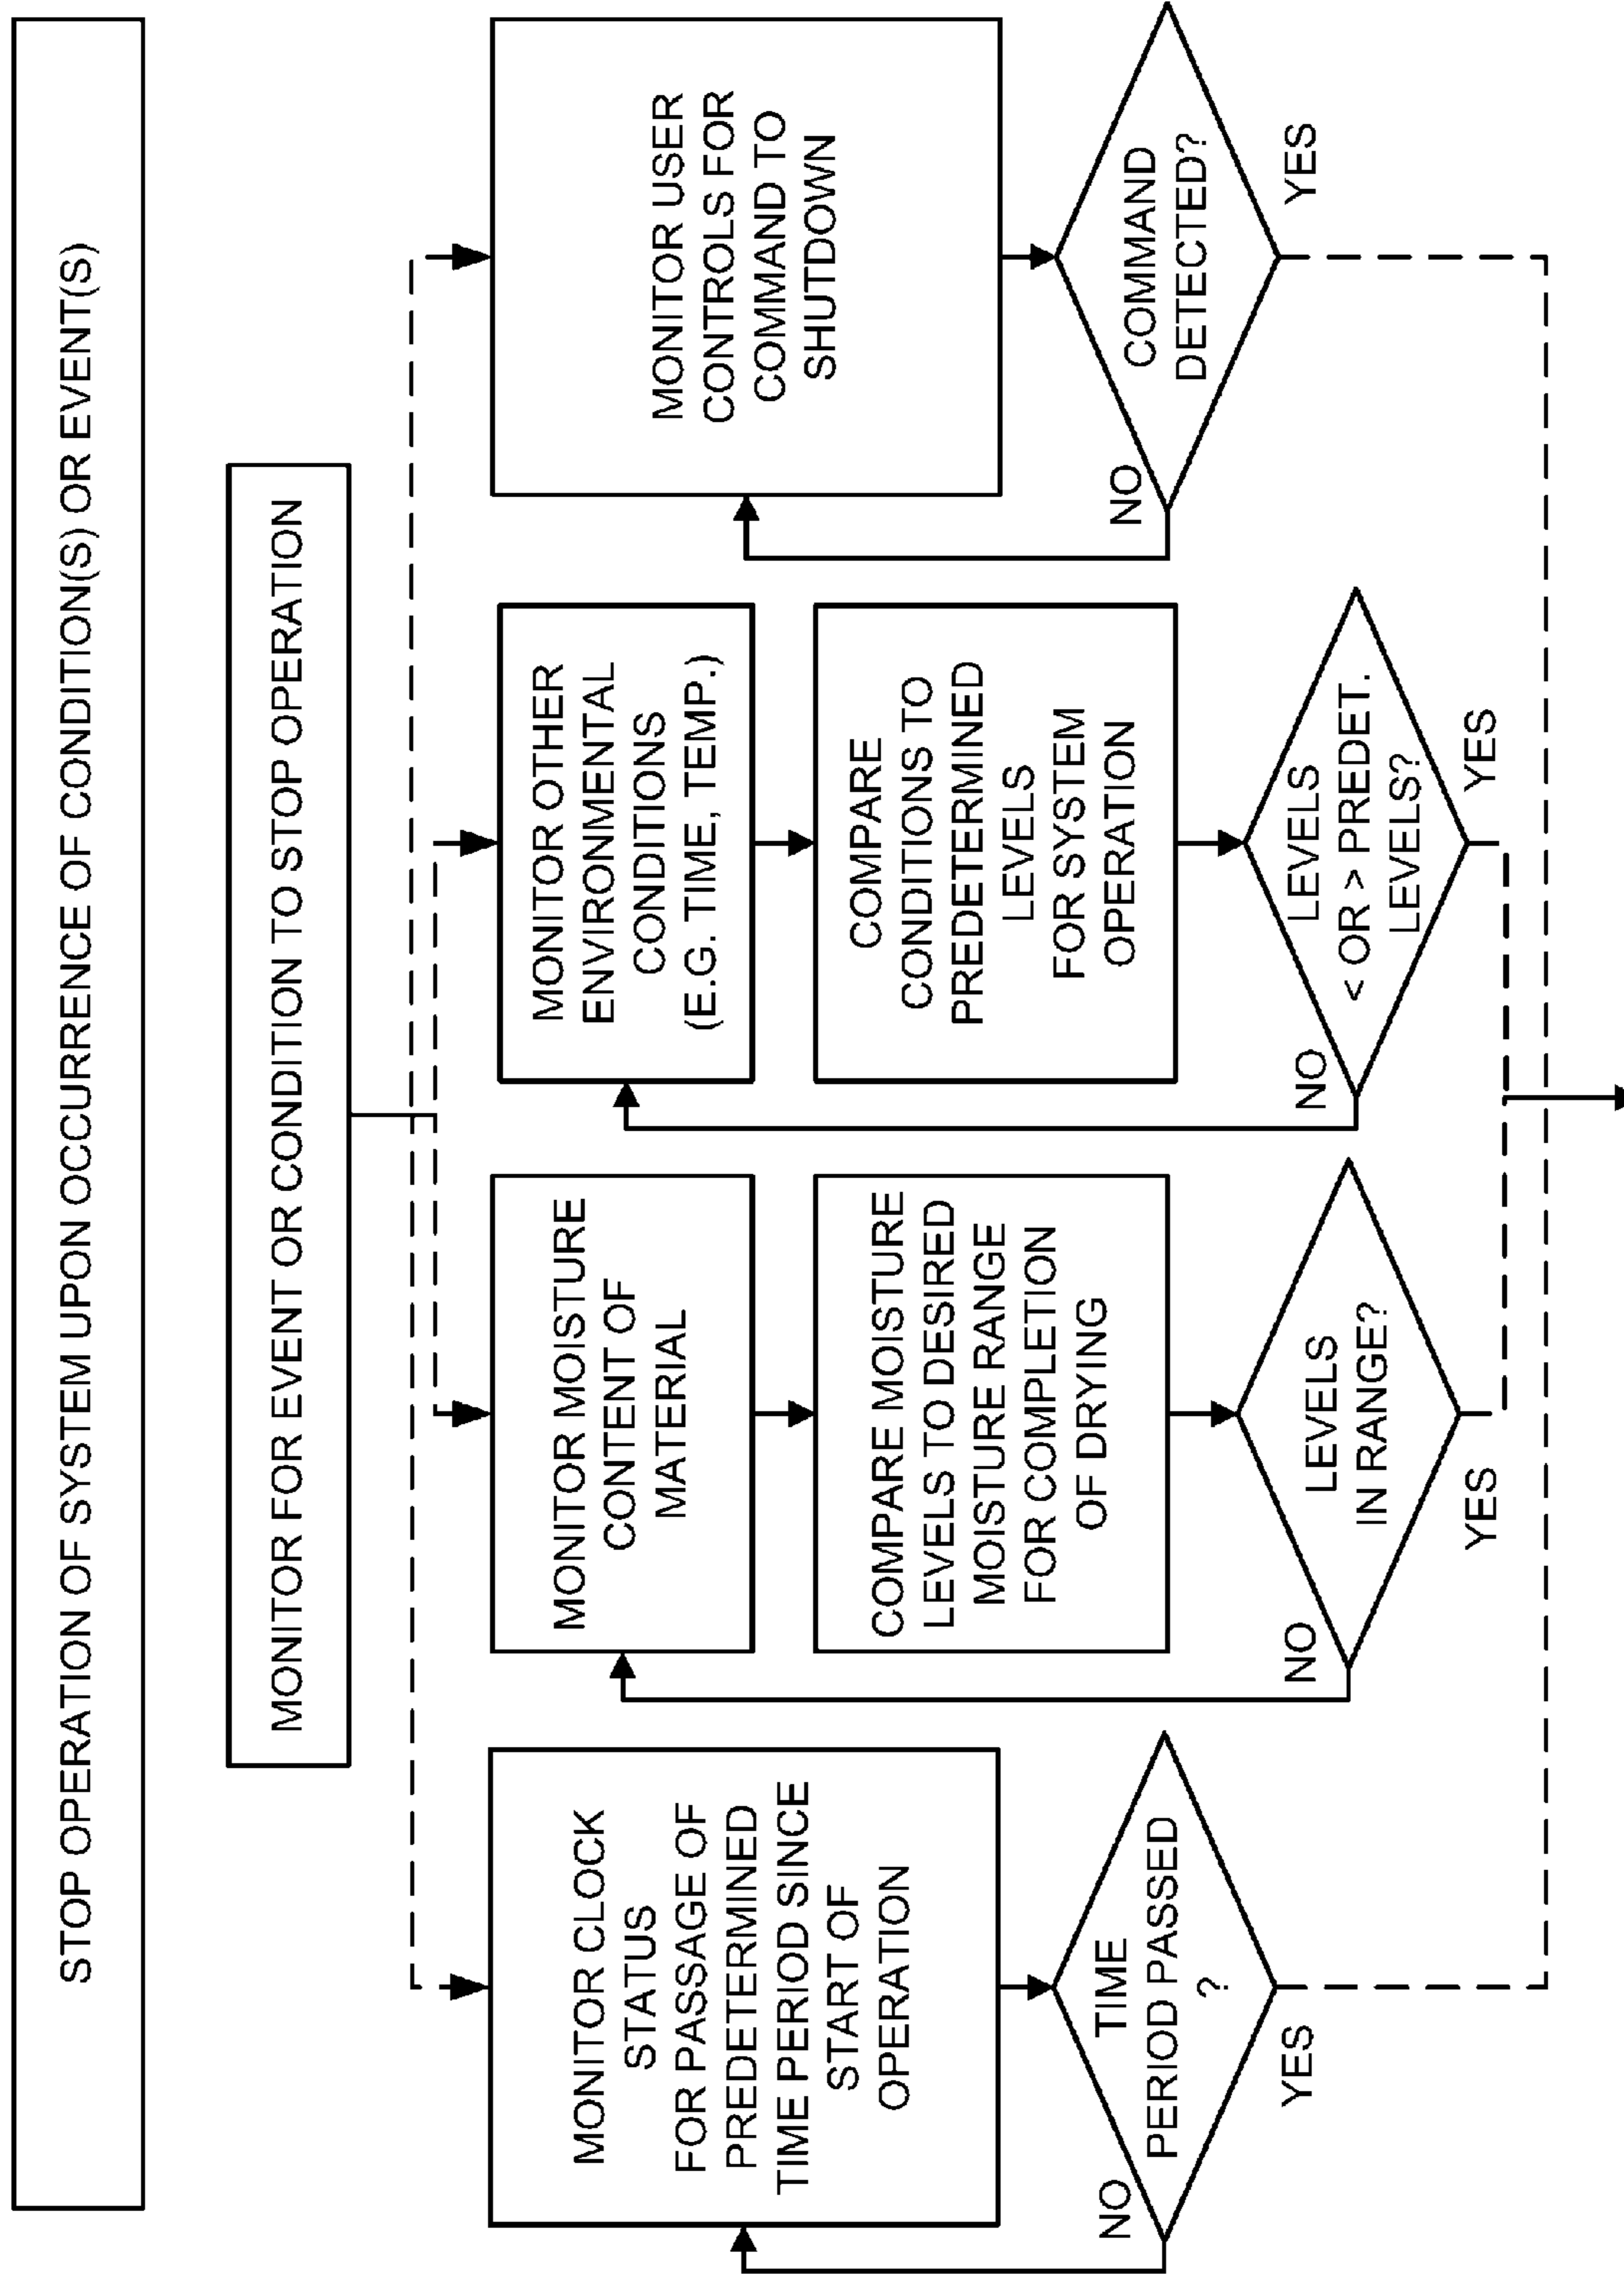 STOP OPERATION OF SYSTEM UPON OCCURRENCE OF CONDITION(S) OR EVENT(S)
MONITOR FOR EVENT OR CONDITION TO STOP OPERATION
MONITOR CLOCK
STATUS
FOR PASSAGE OF
PREDETERMINED
TIME PERIOD SINCE
START OF
OPERATION
TIME
PERIOD PASSED
?
NO
YES
MONITOR MOISTURE
CONTENT OF
MATERIAL
COMPARE MOISTURE
LEVELS TO DESIRED
MOISTURE RANGE
FOR COMPLETION
OF DRYING
LEVELS
IN RANGE?
NO
YES
MONITOR OTHER
ENVIRONMENTAL
CONDITIONS
(E.G. TIME, TEMP.)
COMPARE
CONDITIONS TO
PREDETERMINED
LEVELS
FOR SYSTEM
OPERATION
LEVELS
< OR > PREDET.
LEVELS?
NO
YES
MONITOR USER
CONTROLS FOR
COMMAND TO
SHUTDOWN
COMMAND
DETECTED?
NO
YES